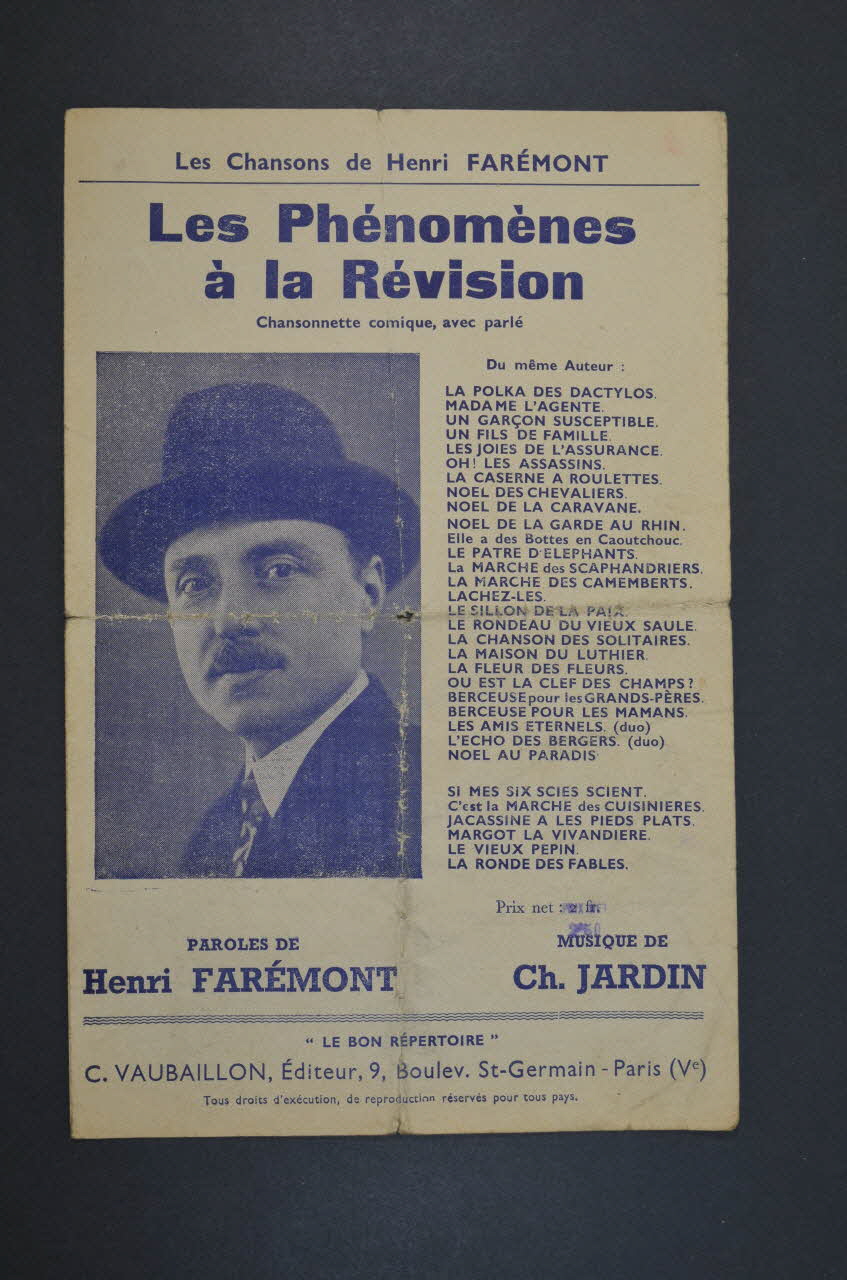 Les Chansons de Henri FARÉMONT
Les Phénomènes
à la Révision
Chansonnette comique, avec parlé
Du même Auteur :
LA POLKA DES DACTYLOS.
MADAME L'AGENTE.
UN GARÇON SUSCEPTIBLE.
UN FILS DE FAMILLE.
LES JOIES DE L'ASSURANCE.
OH! LES ASSASSINS.
LA CASERNE A ROULETTES.
NOEL DES CHEVALIERS.
NOEL DE LA CARAVANE.
NOEL DE LA GARDE AU RHIN.
Elle a des Bottes en Caoutchouc.
LE PATRE D'ELEPHANTS.
La MARCHE des SCAPHANDRIERS.
LA MARCHE DES CAMEMBERTS.
LACHEZ-LES.
LE SILLON DE LA PAIX.
LE RONDEAU DU VIEUX SAULE.
LA CHANSON DES SOLITAIRES.
LA MAISON DU LUTHIER.
LA FLEUR DES FLEURS.
OU EST LA CLEF DES CHAMPS ?
BERCEUSE pour les GRANDS-PÈRES.
BERCEUSE POUR LES MAMANS.
LES AMIS ETERNELS. (duo)
L'ECHO DES BERGERS. (duo)
NOEL AU PARADIS
SI MES SIX SCIES SCIENT.
C'est la MARCHE des CUISINIERES.
JACASSINE A LES PIEDS PLATS.
MARGOT LA VIVANDIERE.
LE VIEUX PEPIN.
LA RONDE DES FABLES.
Prix net : 2 fr.
PAROLES DE
Henri FARÉMONT
MUSIQUE DE
Ch. JARDIN
" LE BON RÉPERTOIRE "
C. VAUBAILLON, Éditeur, 9, Boulev. St-Germain - Paris (Ve)
Tous droits d'exécution, de reproduction réservés pour tous pays.